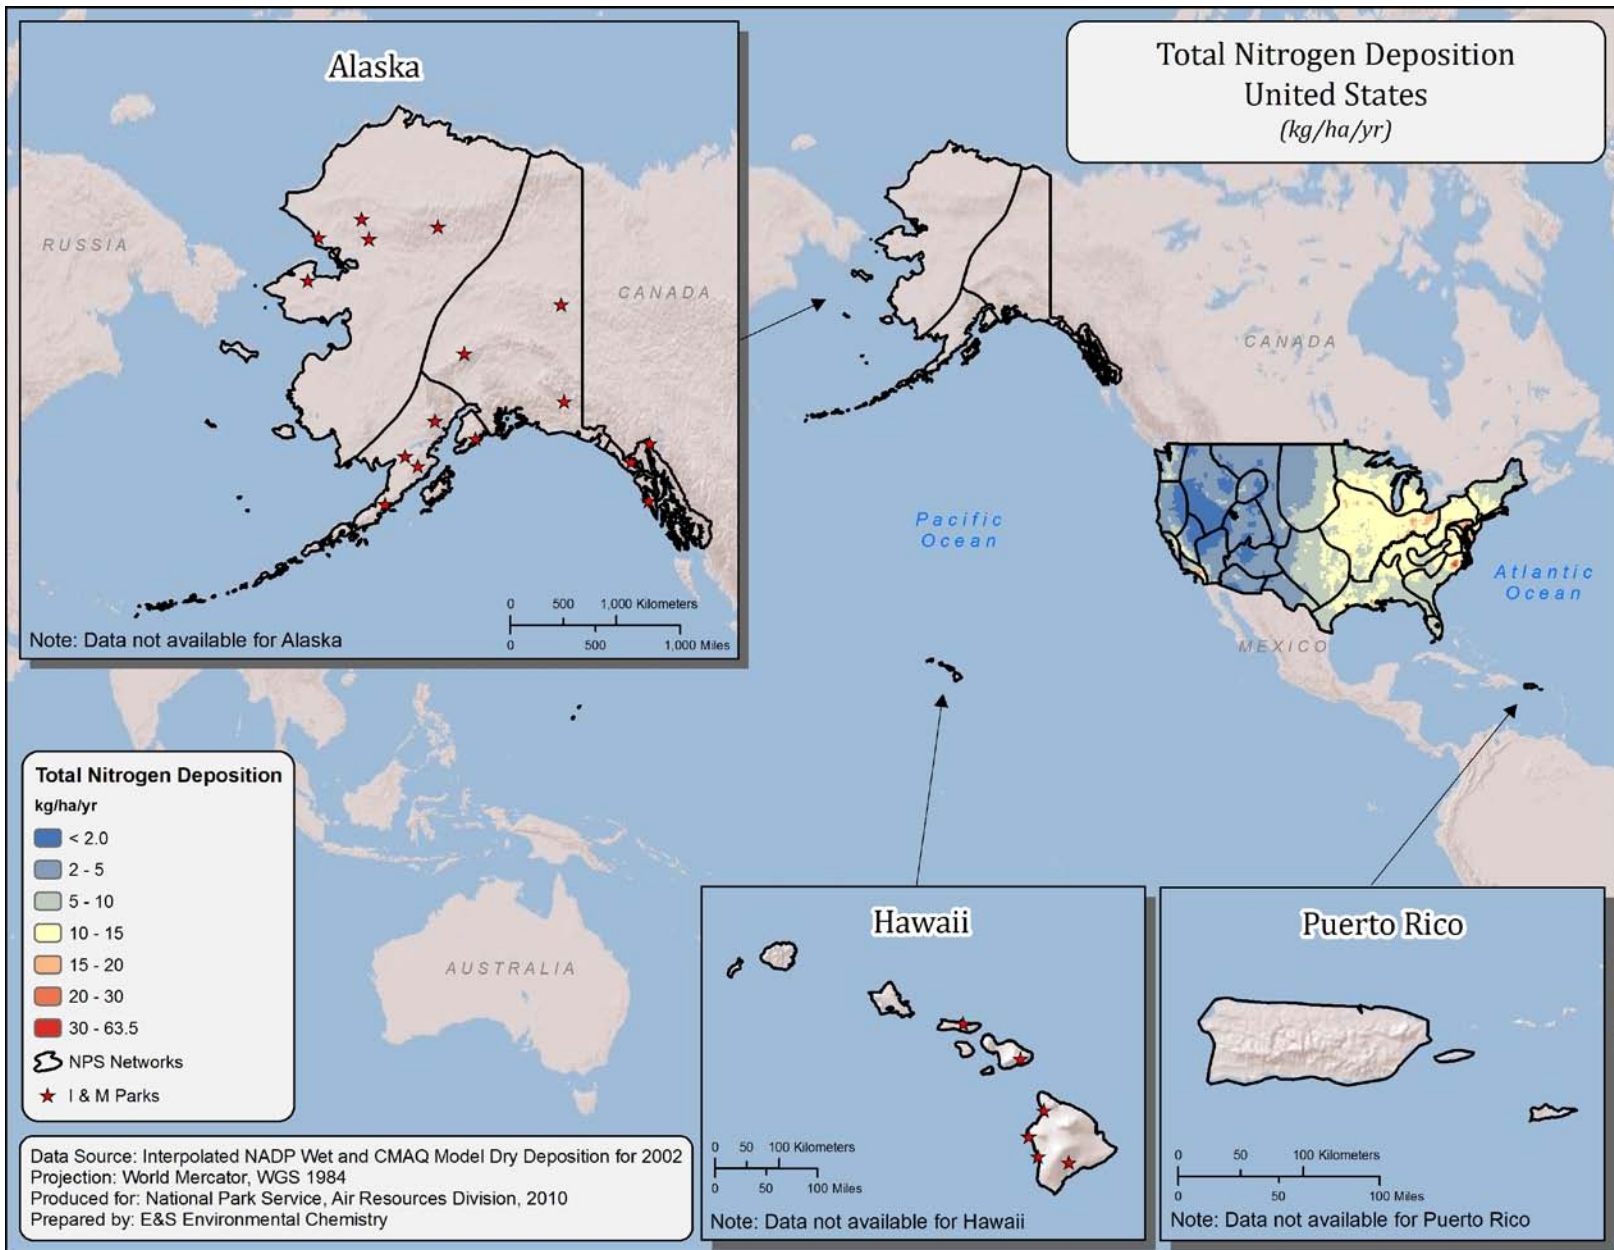 Alaska
Total Nitrogen Deposition
United States
(kg/ha/yr)
RUSSIA
CANADA
0 500 1,000 Kilometers
0 500 1,000 Miles
Note: Data not available for Alaska
CANADA
Pacific
Ocean
Atlantic
Ocean
MEXICO
AUSTRALIA
Total Nitrogen Deposition
kg/ha/yr
< 2.0
2 - 5
5 - 10
10 - 15
15 - 20
20 - 30
30 - 63.5
NPS Networks
I & M Parks
Data Source: Interpolated NADP Wet and CMAQ Model Dry Deposition for 2002
Projection: World Mercator, WGS 1984
Produced for: National Park Service, Air Resources Division, 2010
Prepared by: E&S Environmental Chemistry
Hawaii
0 50 100 Kilometers
0 50 100 Miles
Note: Data not available for Hawaii
Puerto Rico
0 50 100 Kilometers
0 50 100 Miles
Note: Data not available for Puerto Rico